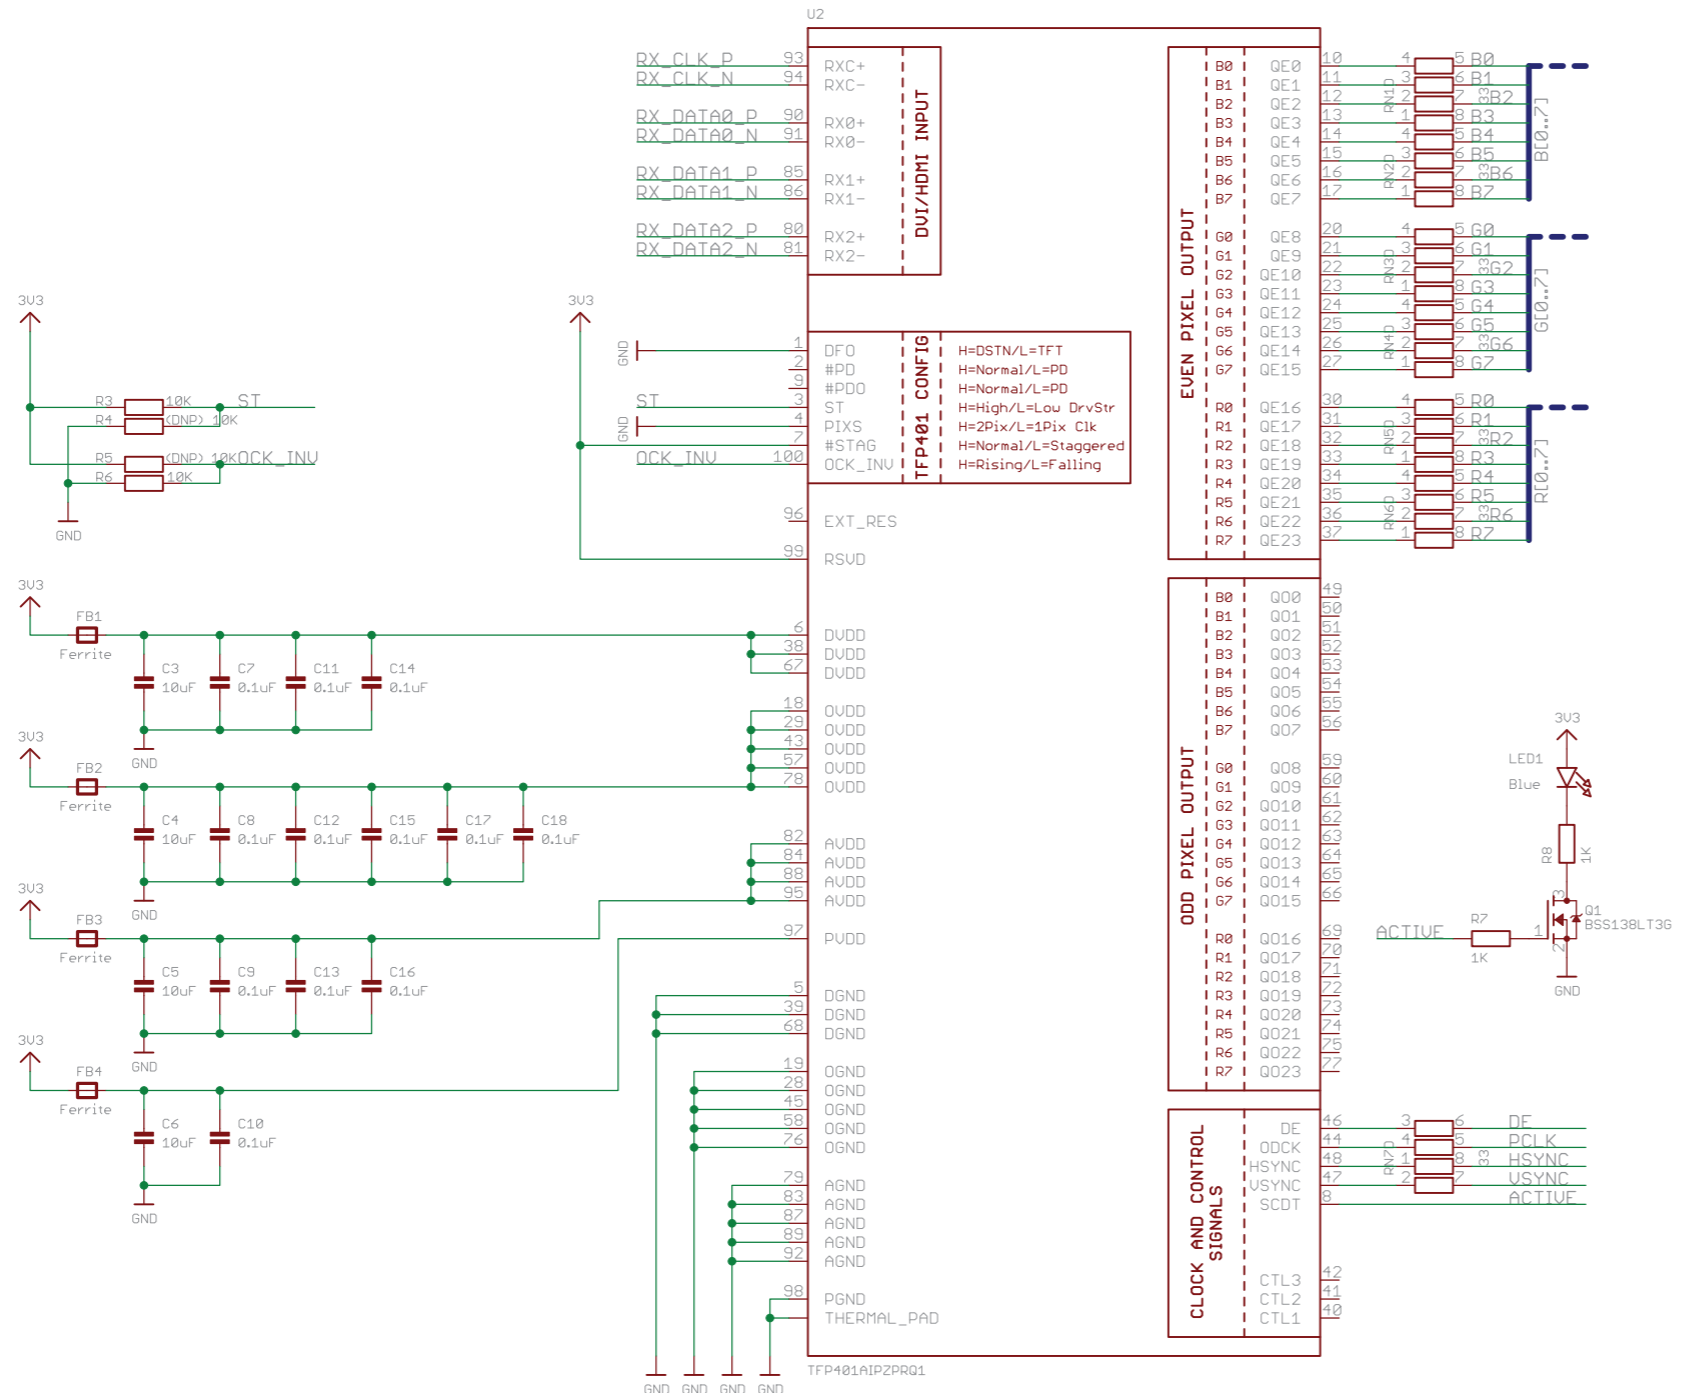 U2
RX_CLK_P 93 RXC+
RX_CLK_N 94 RXC-
RX_DATA0_P 90 RX0+
RX_DATA0_N 91 RX0-
RX_DATA1_P 85 RX1+
RX_DATA1_N 86 RX1-
RX_DATA2_P 80 RX2+
RX_DATA2_N 81 RX2-
DVI/HDMI INPUT
3V3
GND 1 DFO H=DSTN/L=TFT
2 #PD H=Normal/L=PD
9 #PDO H=Normal/L=PD
ST 3 ST H=High/L=Low DrvStr
GND 4 PIXS H=2Pix/L=1Pix Clk
7 #STAG H=Normal/L=Staggered
OCK_INV 100 OCK_INV H=Rising/L=Falling
TFP401 CONFIG
96 EXT_RES
99 RSVD
3V3
R3 10K ST
R4 (DNP) 10K
R5 (DNP) 10K OCK_INV
R6 10K
GND
3V3
FB1
Ferrite
C3 10uF
C7 0.1uF
C11 0.1uF
C14 0.1uF
GND
6 DVDD
38 DVDD
67 DVDD
3V3
FB2
Ferrite
C4 10uF
C8 0.1uF
C12 0.1uF
C15 0.1uF
C17 0.1uF
C18 0.1uF
GND
18 OVDD
29 OVDD
43 OVDD
57 OVDD
78 OVDD
3V3
FB3
Ferrite
C5 10uF
C9 0.1uF
C13 0.1uF
C16 0.1uF
GND
82 AVDD
84 AVDD
88 AVDD
95 AVDD
97 PVDD
3V3
FB4
Ferrite
C6 10uF
C10 0.1uF
GND
5 DGND
39 DGND
68 DGND
19 OGND
28 OGND
45 OGND
58 OGND
76 OGND
79 AGND
83 AGND
87 AGND
89 AGND
92 AGND
98 PGND
THERMAL_PAD
GND GND GND GND
TFP401AIPZPRQ1
EVEN PIXEL OUTPUT
B0 QE0 10 4 5 B0
B1 QE1 11 3 6 B1
B2 QE2 12 2 7 B2
B3 QE3 13 1 8 B3
RN1D 33
B4 QE4 14 4 5 B4
B5 QE5 15 3 6 B5
B6 QE6 16 2 7 B6
B7 QE7 17 1 8 B7
RN2D 33
B[0..7]
G0 QE8 20 4 5 G0
G1 QE9 21 3 6 G1
G2 QE10 22 2 7 G2
G3 QE11 23 1 8 G3
RN3D 33
G4 QE12 24 4 5 G4
G5 QE13 25 3 6 G5
G6 QE14 26 2 7 G6
G7 QE15 27 1 8 G7
RN4D 33
G[0..7]
R0 QE16 30 4 5 R0
R1 QE17 31 3 6 R1
R2 QE18 32 2 7 R2
R3 QE19 33 1 8 R3
RN5D 33
R4 QE20 34 4 5 R4
R5 QE21 35 3 6 R5
R6 QE22 36 2 7 R6
R7 QE23 37 1 8 R7
RN6D 33
R[0..7]
ODD PIXEL OUTPUT
B0 QO0 49
B1 QO1 50
B2 QO2 51
B3 QO3 52
B4 QO4 53
B5 QO5 54
B6 QO6 55
B7 QO7 56
G0 QO8 59
G1 QO9 60
G2 QO10 61
G3 QO11 62
G4 QO12 63
G5 QO13 64
G6 QO14 65
G7 QO15 66
R0 QO16 69
R1 QO17 70
R2 QO18 71
R3 QO19 72
R4 QO20 73
R5 QO21 74
R6 QO22 75
R7 QO23 77
3V3
LED1
Blue
R8 1K
ACTIVE R7 1K
1 2 3
Q1
BSS138LT3G
GND
CLOCK AND CONTROL
SIGNALS
DE 46 3 6 DE
ODCK 44 4 5 PCLK
HSYNC 48 1 8 HSYNC
VSYNC 47 2 7 VSYNC
RN7D 33
SCDT 8 ACTIVE
CTL3 42
CTL2 41
CTL1 40